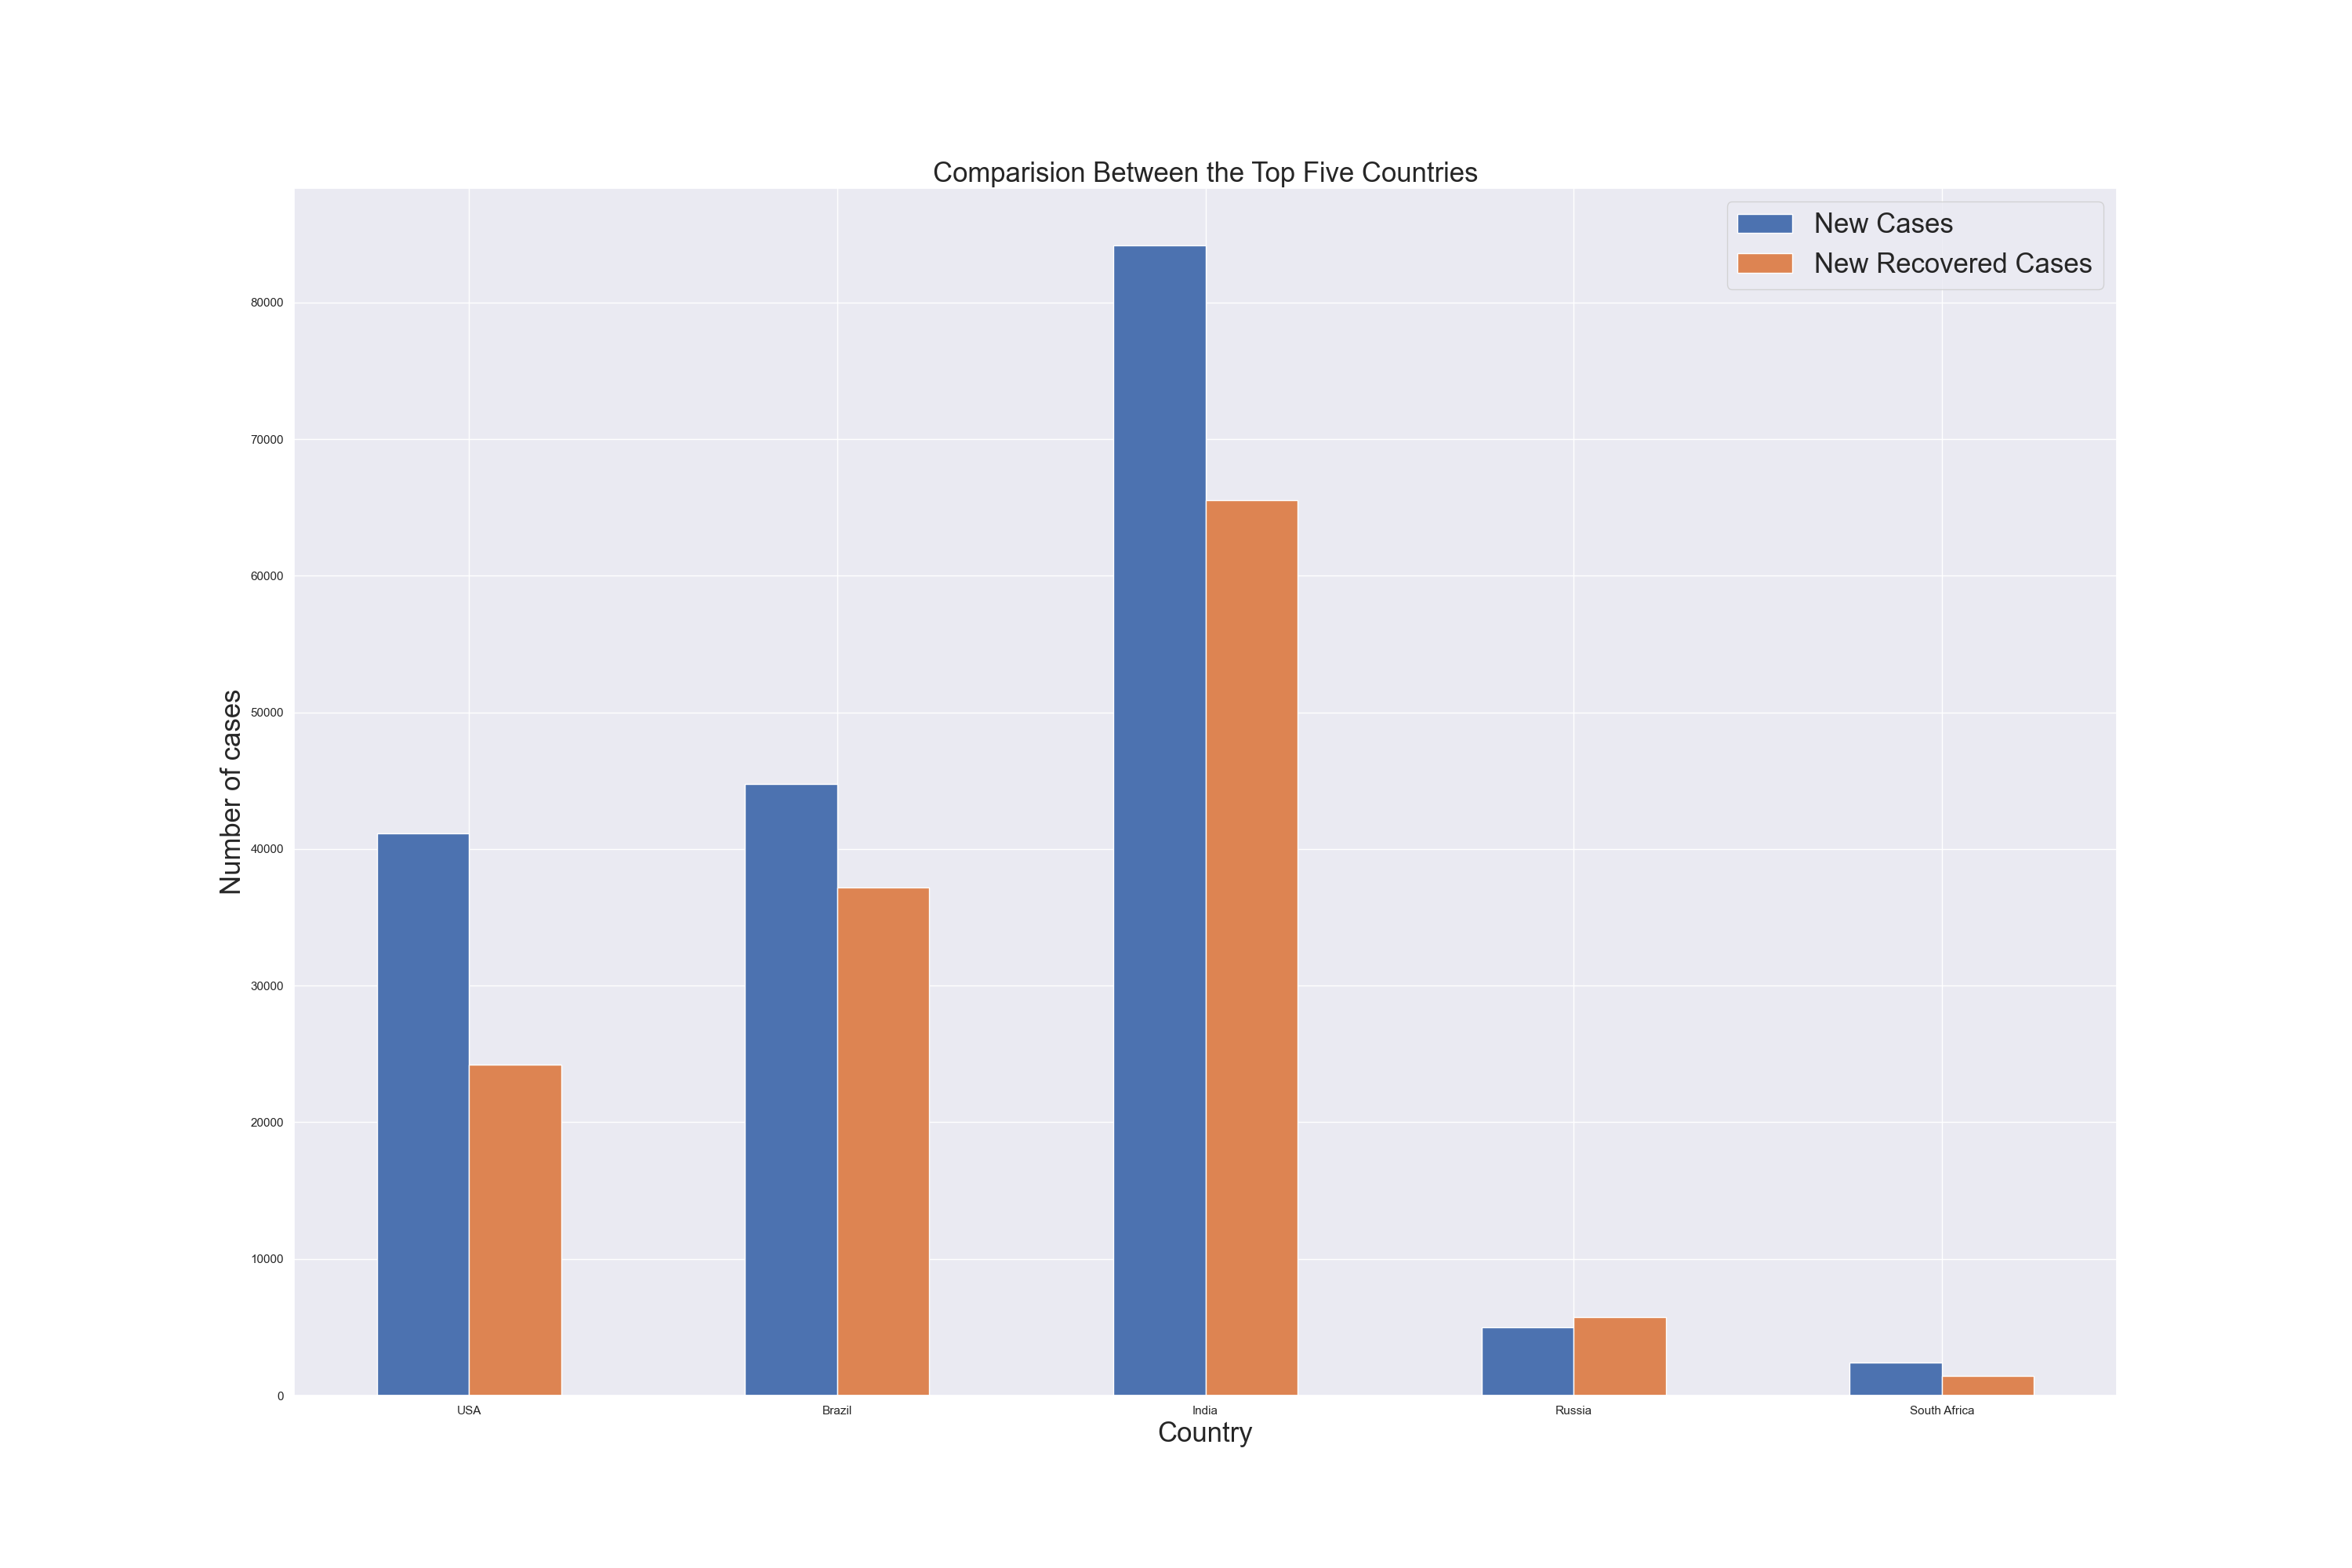 Comparision Between the Top Five Countries
New Cases
New Recovered Cases
80000
70000
60000
50000
40000
30000
20000
10000
0
Number of cases
USA
Brazil
India
Russia
South Africa
Country